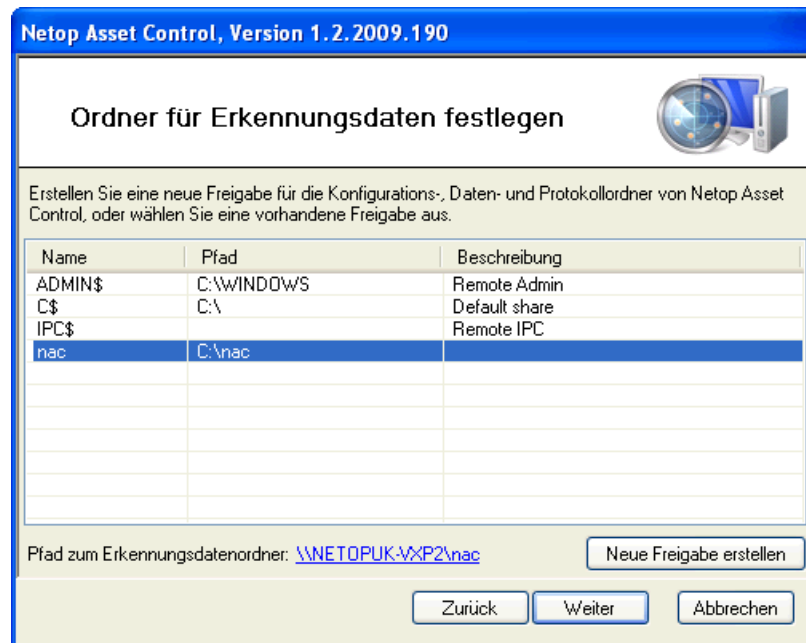 Netop Asset Control, Version 1.2.2009.190
Ordner für Erkennungsdaten festlegen
Erstellen Sie eine neue Freigabe für die Konfigurations-, Daten- und Protokollordner von Netop Asset
Control, oder wählen Sie eine vorhandene Freigabe aus.
Name Pfad Beschreibung
ADMIN$ C:\WINDOWS Remote Admin
C$ C:\ Default share
IPC$ Remote IPC
nac C:\nac
Pfad zum Erkennungsdatenordner: \\NETOPUK-VXP2\nac Neue Freigabe erstellen
Zurück Weiter Abbrechen